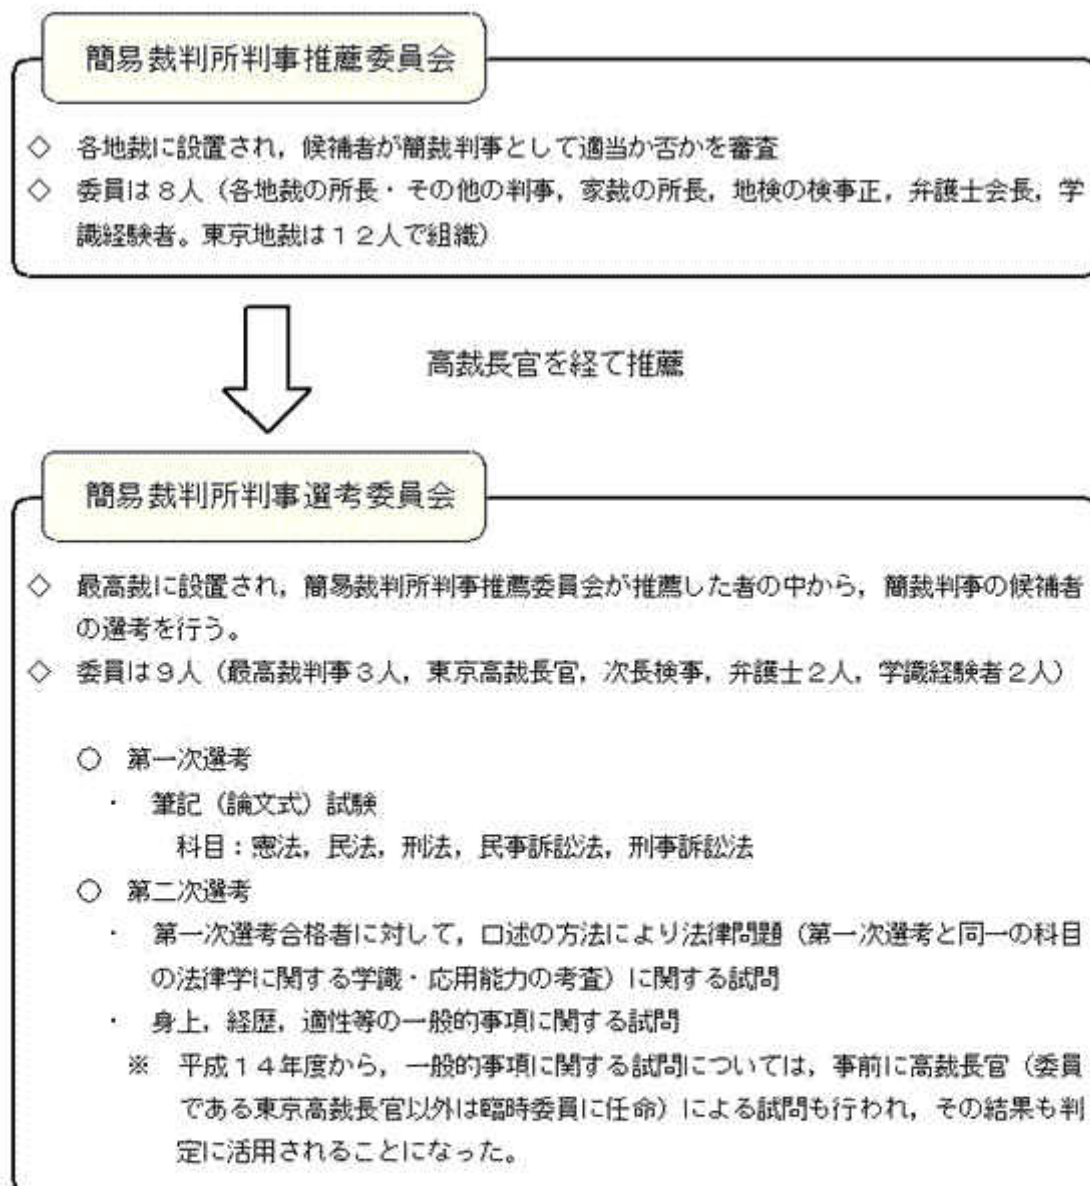 簡易裁判所判事推薦委員会
◇ 各地裁に設置され，候補者が簡裁判事として適当か否かを審査
◇ 委員は８人（各地裁の所長・その他の判事，家裁の所長，地検の検事正，弁護士会長，学
識経験者。東京地裁は１２人で組織）
高裁長官を経て推薦
簡易裁判所判事選考委員会
◇ 最高裁に設置され，簡易裁判所判事推薦委員会が推薦した者の中から，簡裁判事の候補者
の選考を行う。
◇ 委員は９人（最高裁判事３人，東京高裁長官，次長検事，弁護士２人，学識経験者２人）
○ 第一次選考
・ 筆記（論文式）試験
科目：憲法，民法，刑法，民事訴訟法，刑事訴訟法
○ 第二次選考
・ 第一次選考合格者に対して，口述の方法により法律問題（第一次選考と同一の科目
の法律学に関する学識・応用能力の考査）に関する試問
・ 身上，経歴，適性等の一般的事項に関する試問
※ 平成１４年度から，一般的事項に関する試問については，事前に高裁長官（委員
である東京高裁長官以外は臨時委員に任命）による試問も行われ，その結果も判
定に活用されることになった。